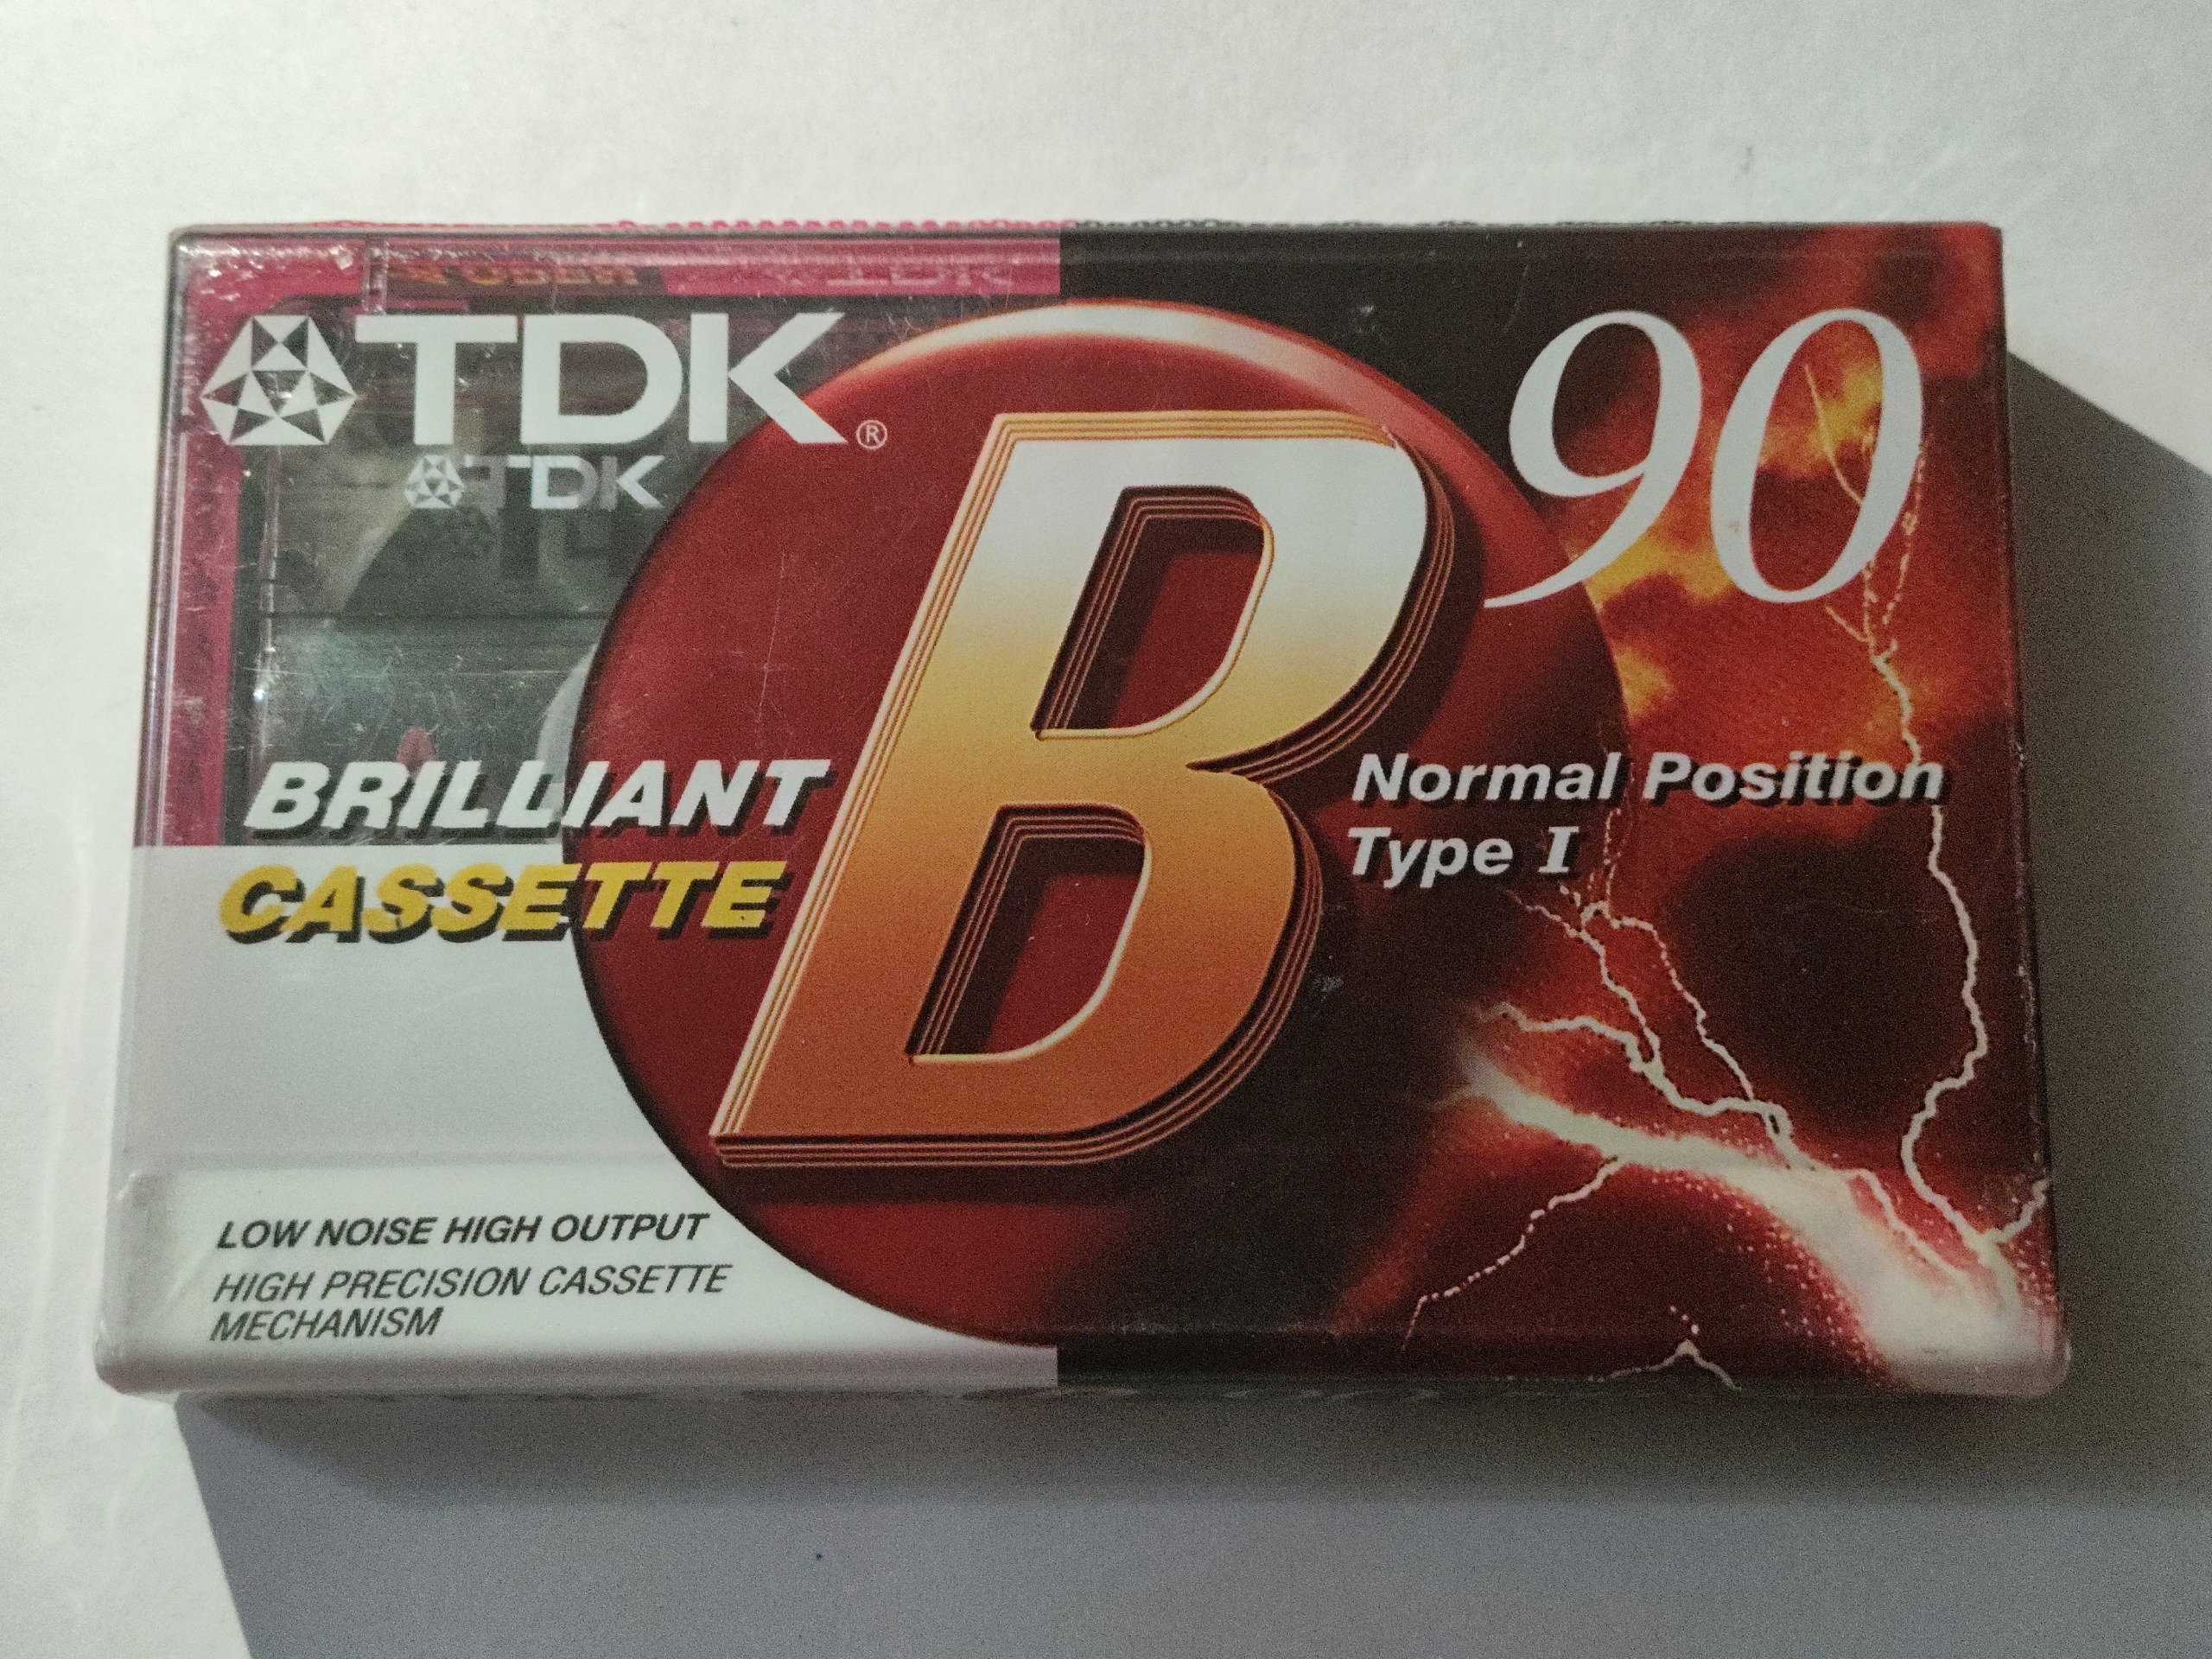 TDK®
90
TDK
B
BRILLIANT
CASSETTE
Normal Position
Type I
LOW NOISE HIGH OUTPUT
HIGH PRECISION CASSETTE
MECHANISM